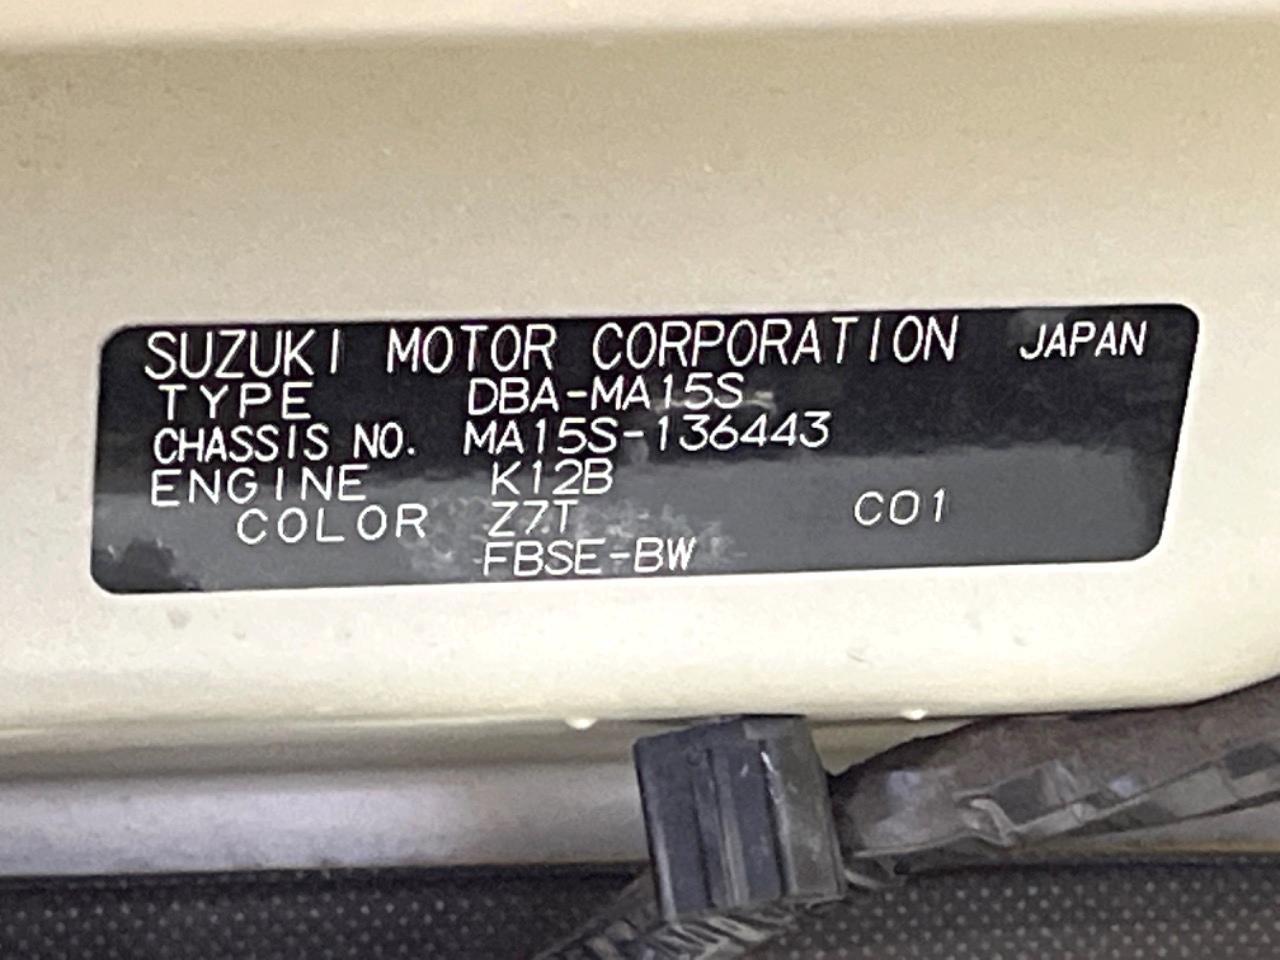 SUZUKI MOTOR CORPORATION JAPAN
TYPE DBA-MA15S
CHASSIS NO. MA15S-136443
ENGINE K12B
COLOR Z7T C01
FBSE-BW